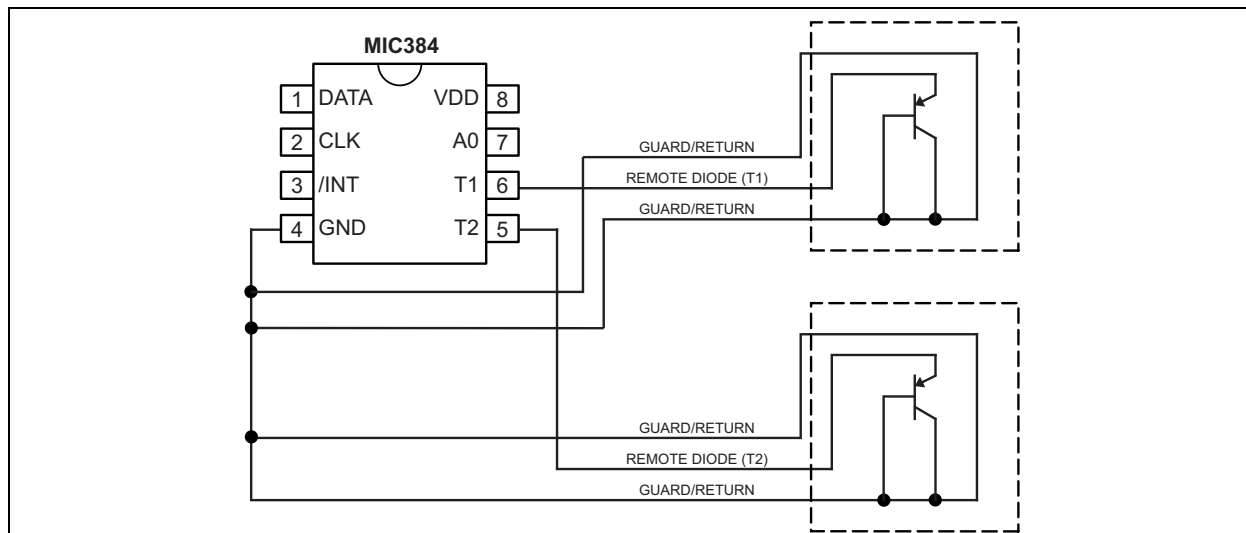 MIC384
1 DATA VDD 8
2 CLK A0 7
3 /INT T1 6
4 GND T2 5
GUARD/RETURN
REMOTE DIODE (T1)
GUARD/RETURN
GUARD/RETURN
REMOTE DIODE (T2)
GUARD/RETURN